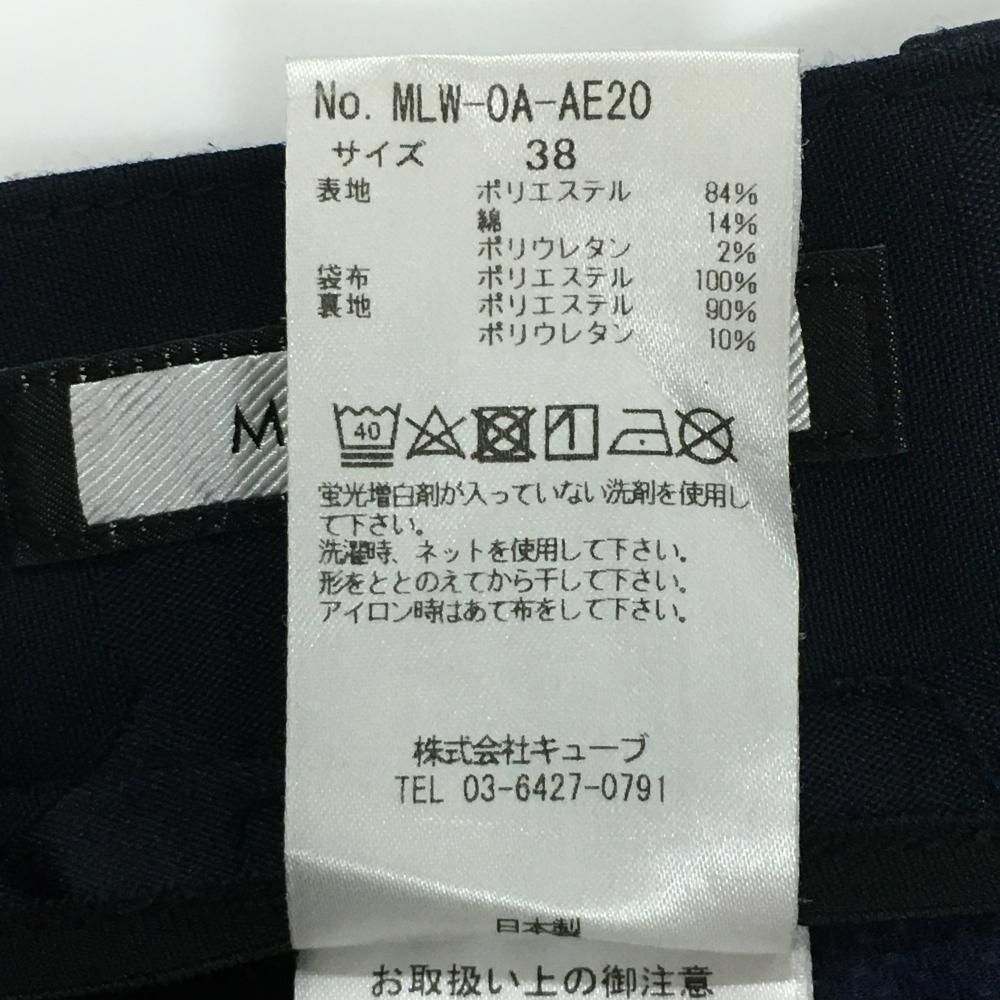 No. MLW-OA-AE20
サイズ 38
表地 ポリエステル 84%
綿 14%
ポリウレタン 2%
袋布 ポリエステル 100%
裏地 ポリエステル 90%
ポリウレタン 10%
M
40
蛍光増白剤が入っていない洗剤を使用し
て下さい。
洗濯時、ネットを使用して下さい。
形をととのえてから干して下さい。
アイロン時はあて布をして下さい。
株式会社キューブ
TEL 03-6427-0791
日本製
お取扱い上の御注意